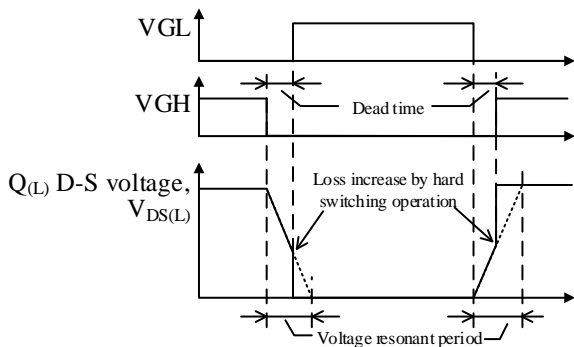 VGL
VGH
Dead time
Q(L) D-S voltage,
VDS(L)
Loss increase by hard
switching operation
Voltage resonant period